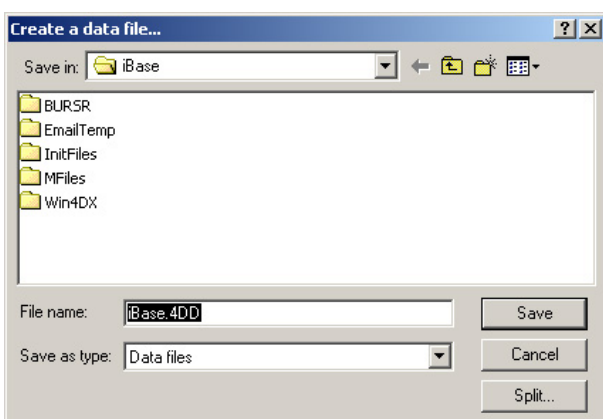 Create a data file...
Save in: iBase
BURSR
EmailTemp
InitFiles
MFiles
Win4DX
File name: iBase.4DD Save
Save as type: Data files Cancel
Split...